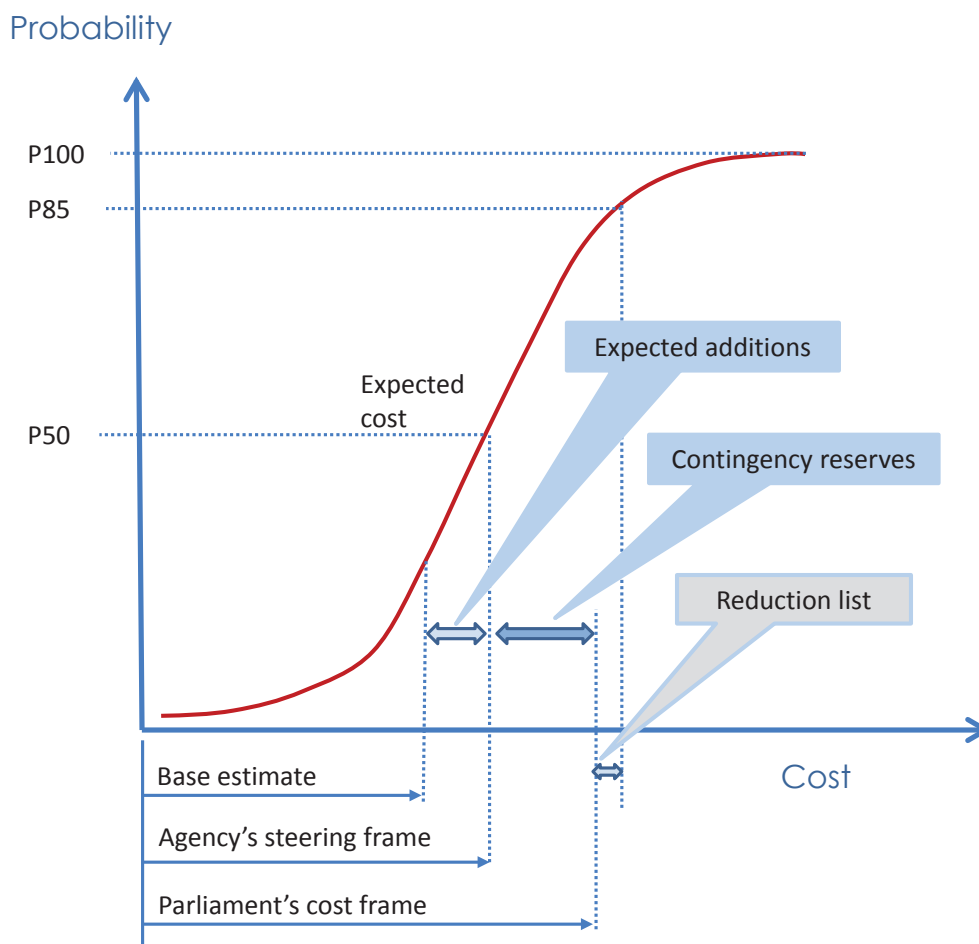 Probability
P100
P85
Expected additions
Expected
cost
P50
Contingency reserves
Reduction list
Base estimate
Cost
Agency’s steering frame
Parliament’s cost frame